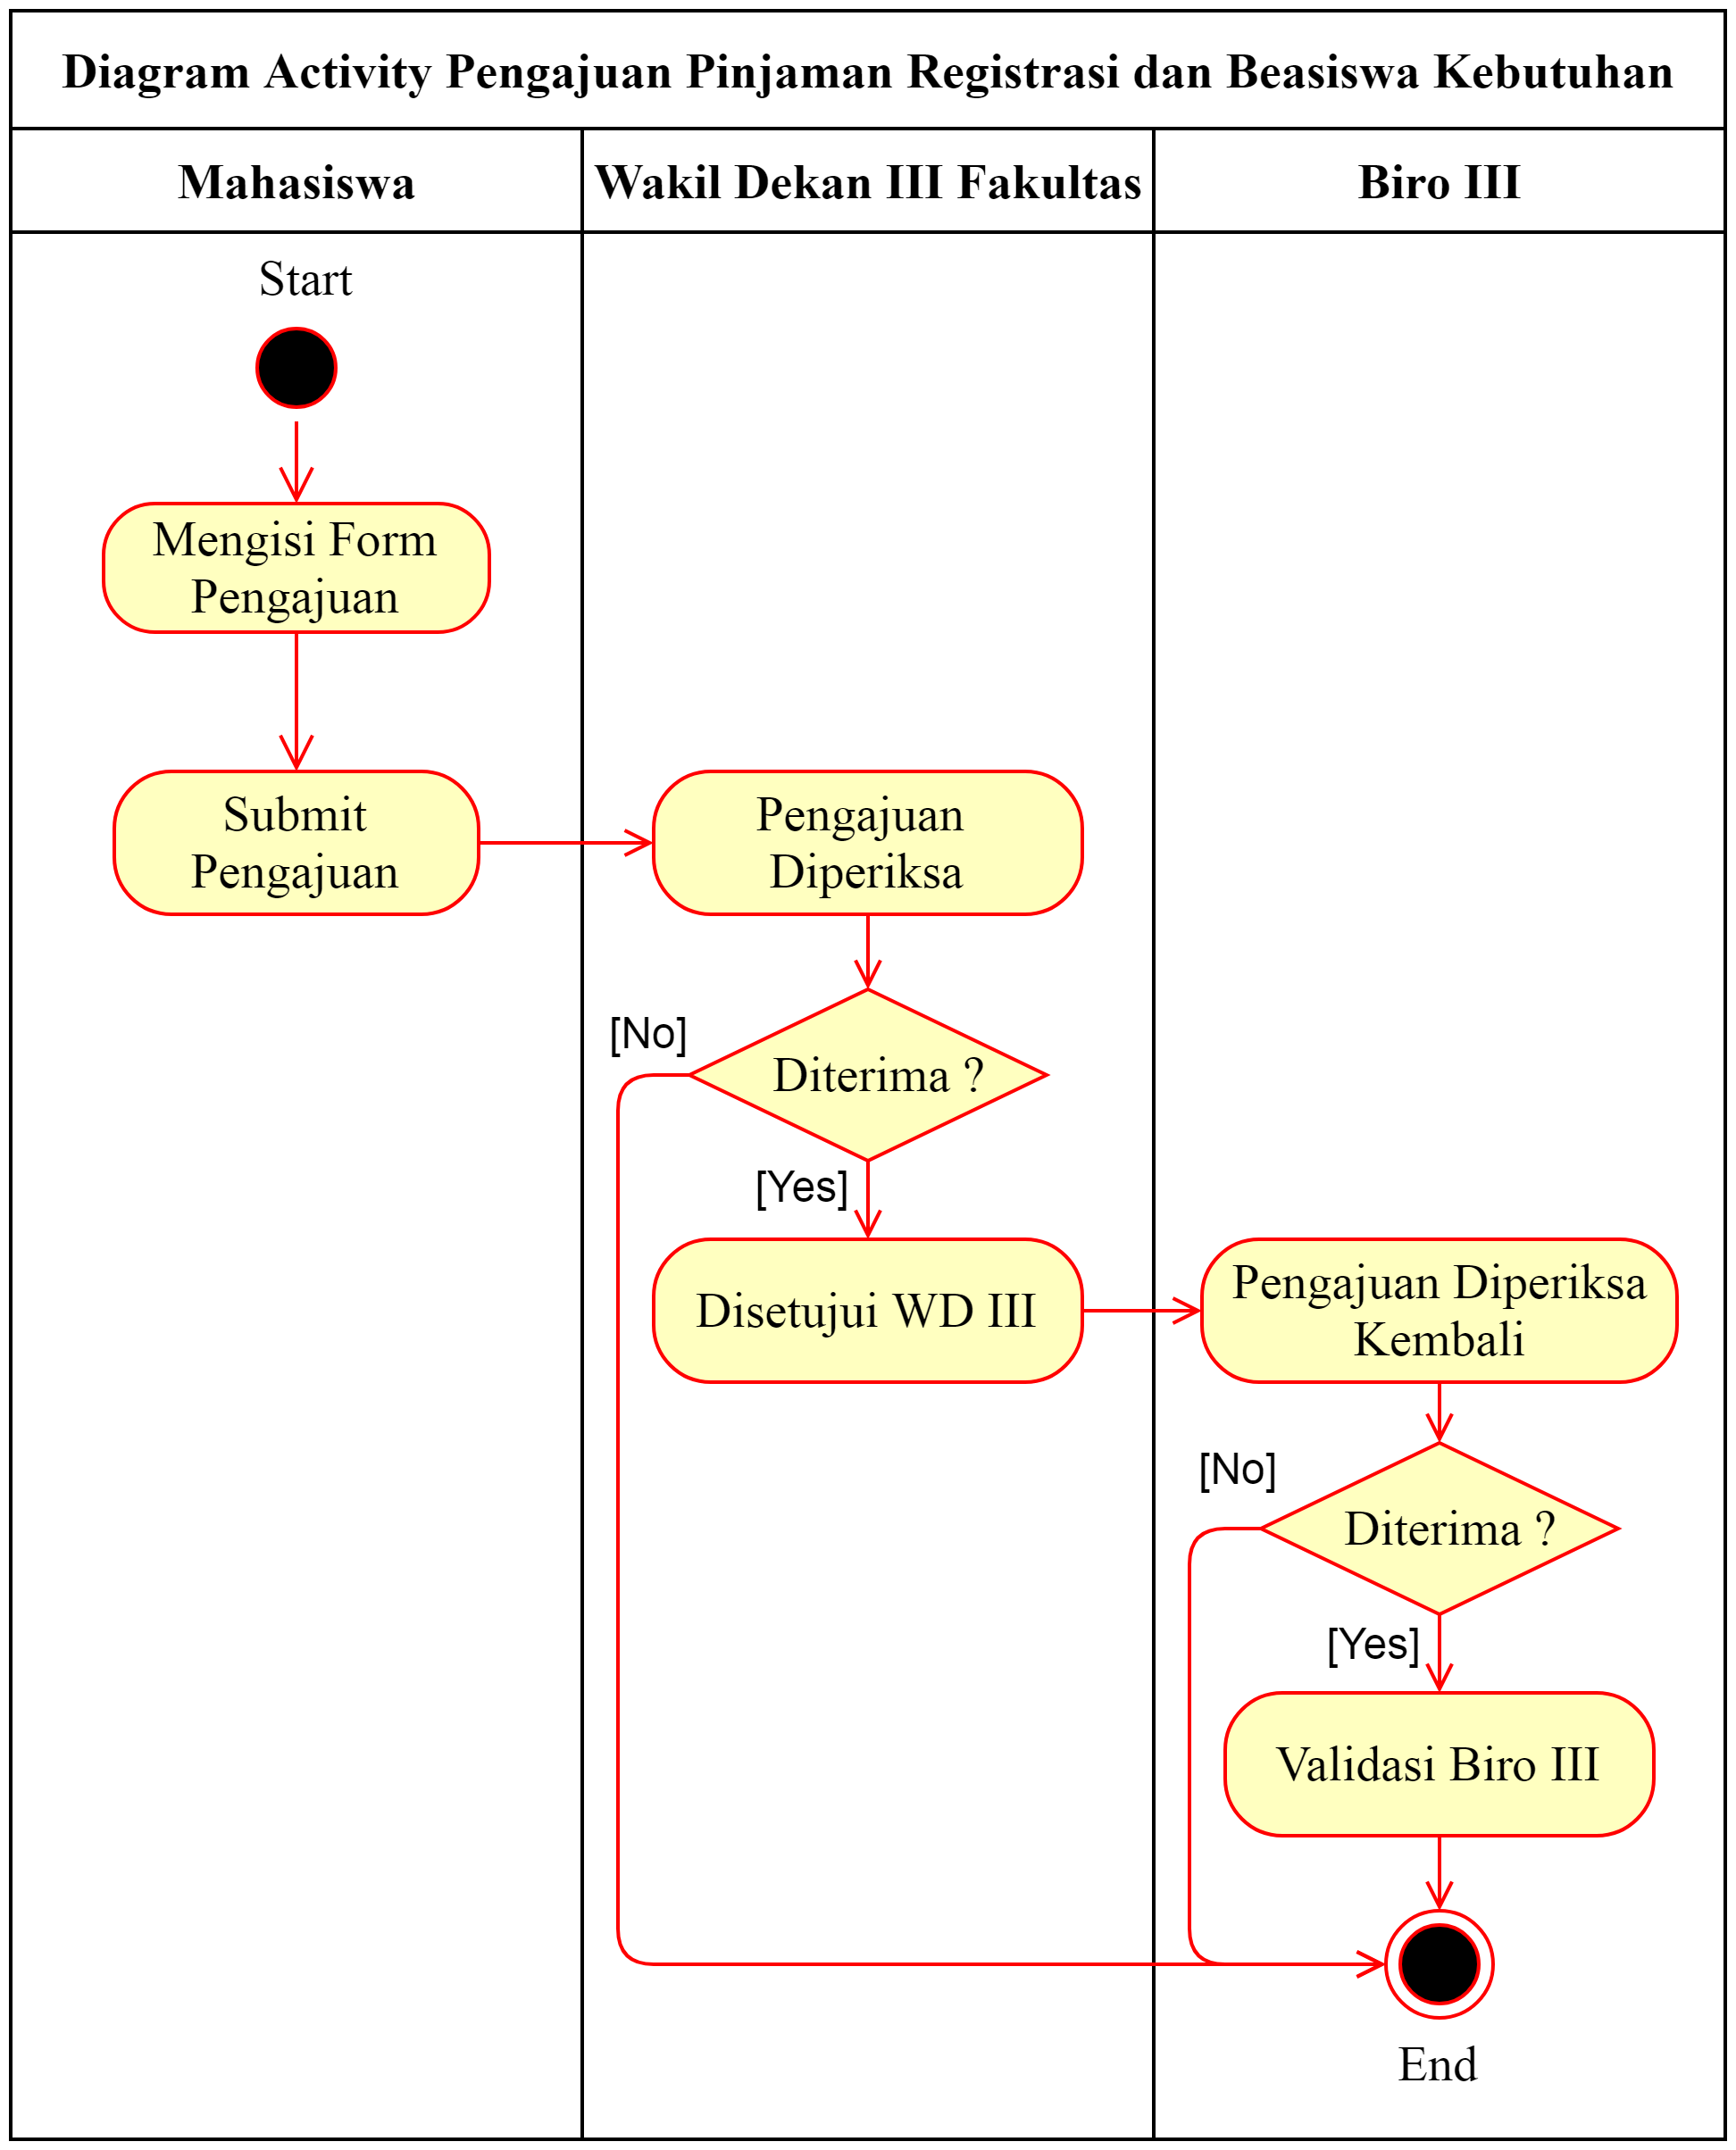 Diagram Activity Pengajuan Pinjaman Registrasi dan Beasiswa Kebutuhan
Mahasiswa
Wakil Dekan III Fakultas
Biro III
Start
Mengisi Form
Pengajuan
Submit
Pengajuan
Pengajuan
Diperiksa
[No]
Diterima ?
[Yes]
Disetujui WD III
Pengajuan Diperiksa
Kembali
[No]
Diterima ?
[Yes]
Validasi Biro III
End